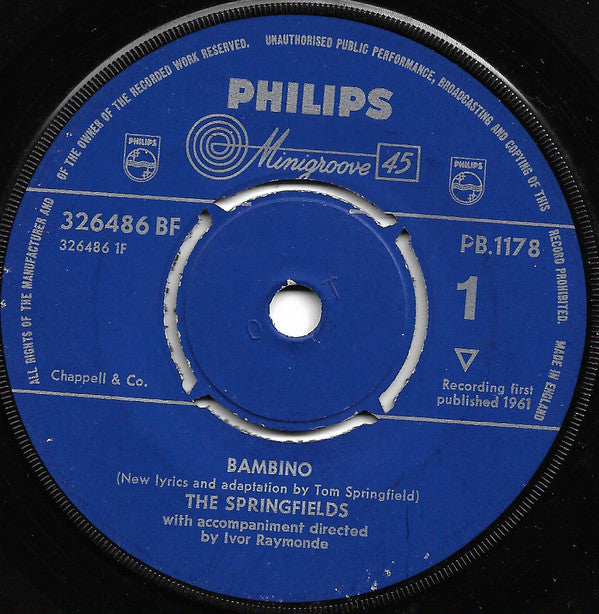 ALL RIGHTS OF THE MANUFACTURER AND OF THE OWNER OF THE RECORDED WORK RESERVED. UNAUTHORISED PUBLIC PERFORMANCE, BROADCASTING AND COPYING OF THIS RECORD PROHIBITED. MADE IN ENGLAND
PHILIPS
PHILIPS
Minigroove 45
PHILIPS
326486 BF
PB.1178
326486 1F
1
Chappell & Co.
Recording first
published 1961
BAMBINO
(New lyrics and adaptation by Tom Springfield)
THE SPRINGFIELDS
with accompaniment directed
by Ivor Raymonde